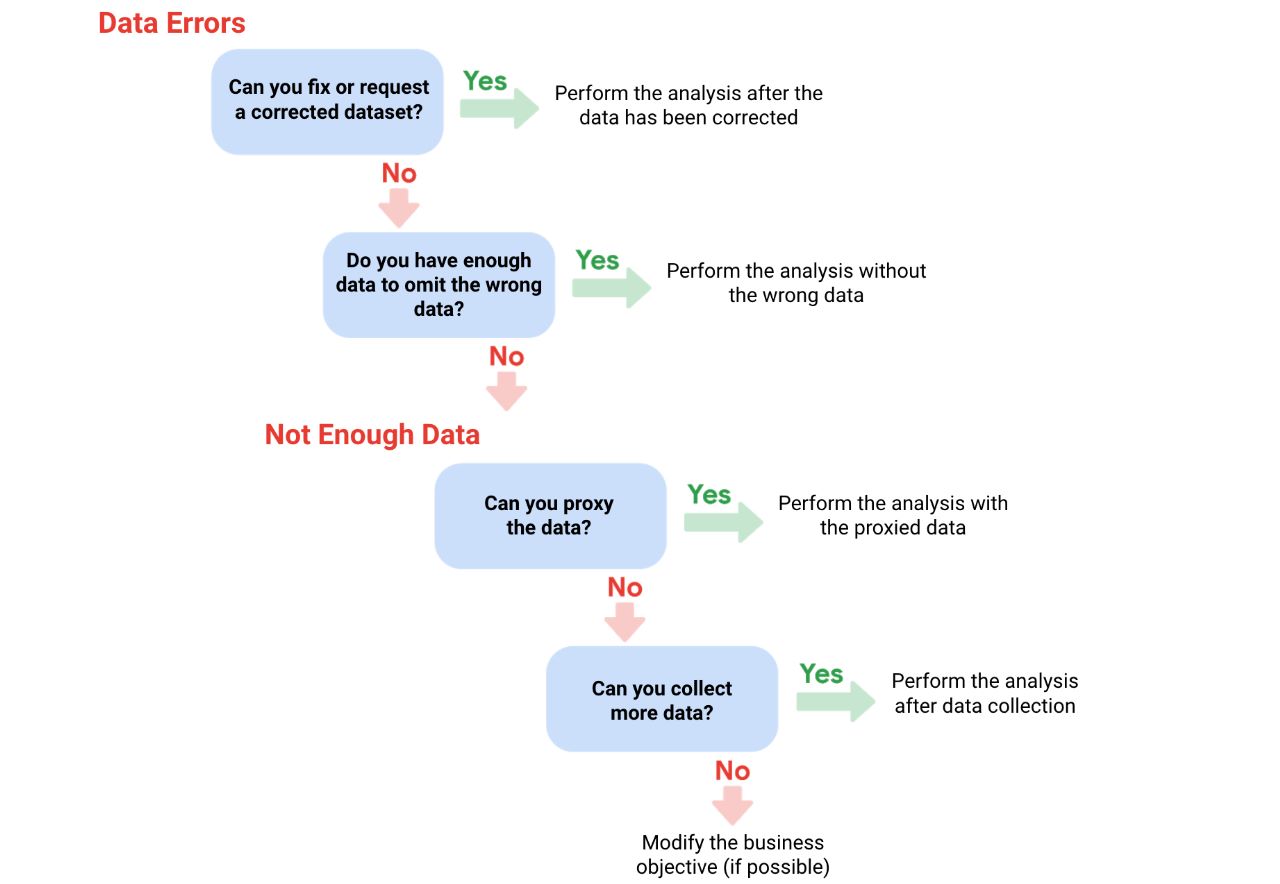 Data Errors
Can you fix or request
a corrected dataset?
Yes
Perform the analysis after the
data has been corrected
No
Do you have enough
data to omit the wrong
data?
Yes
Perform the analysis without
the wrong data
No
Not Enough Data
Can you proxy
the data?
Yes
Perform the analysis with
the proxied data
No
Can you collect
more data?
Yes
Perform the analysis
after data collection
No
Modify the business
objective (if possible)